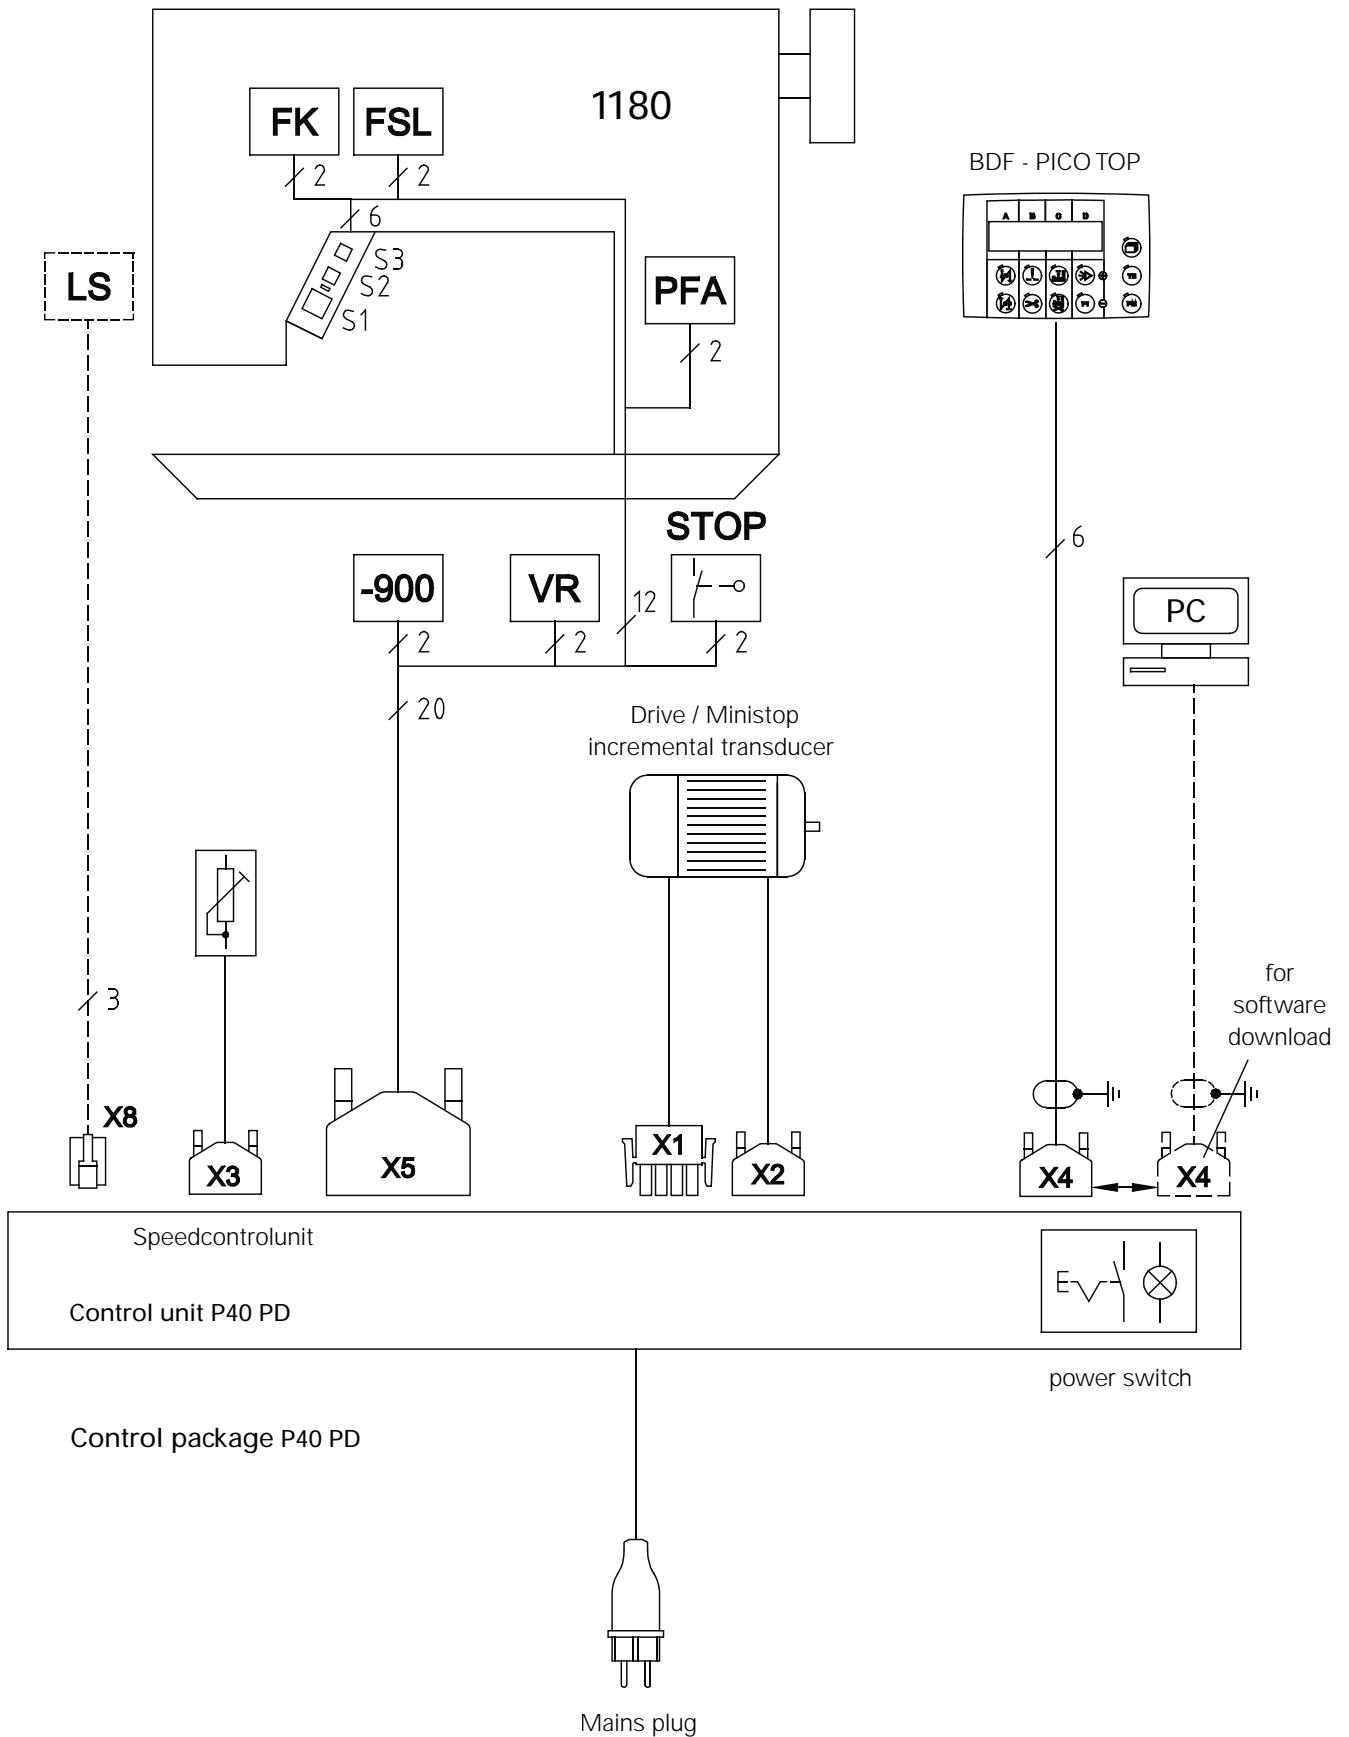 1180
FK
FSL
2
2
6
S3
S2
S1
LS
PFA
2
BDF - PICO TOP
A B C D
STOP
-900
VR
12
2
2
2
20
6
PC
Drive / Ministop
incremental transducer
for
software
download
3
X8
X3
X5
X1
X2
X4
X4
Speedcontrolunit
Control unit P40 PD
power switch
Control package P40 PD
Mains plug